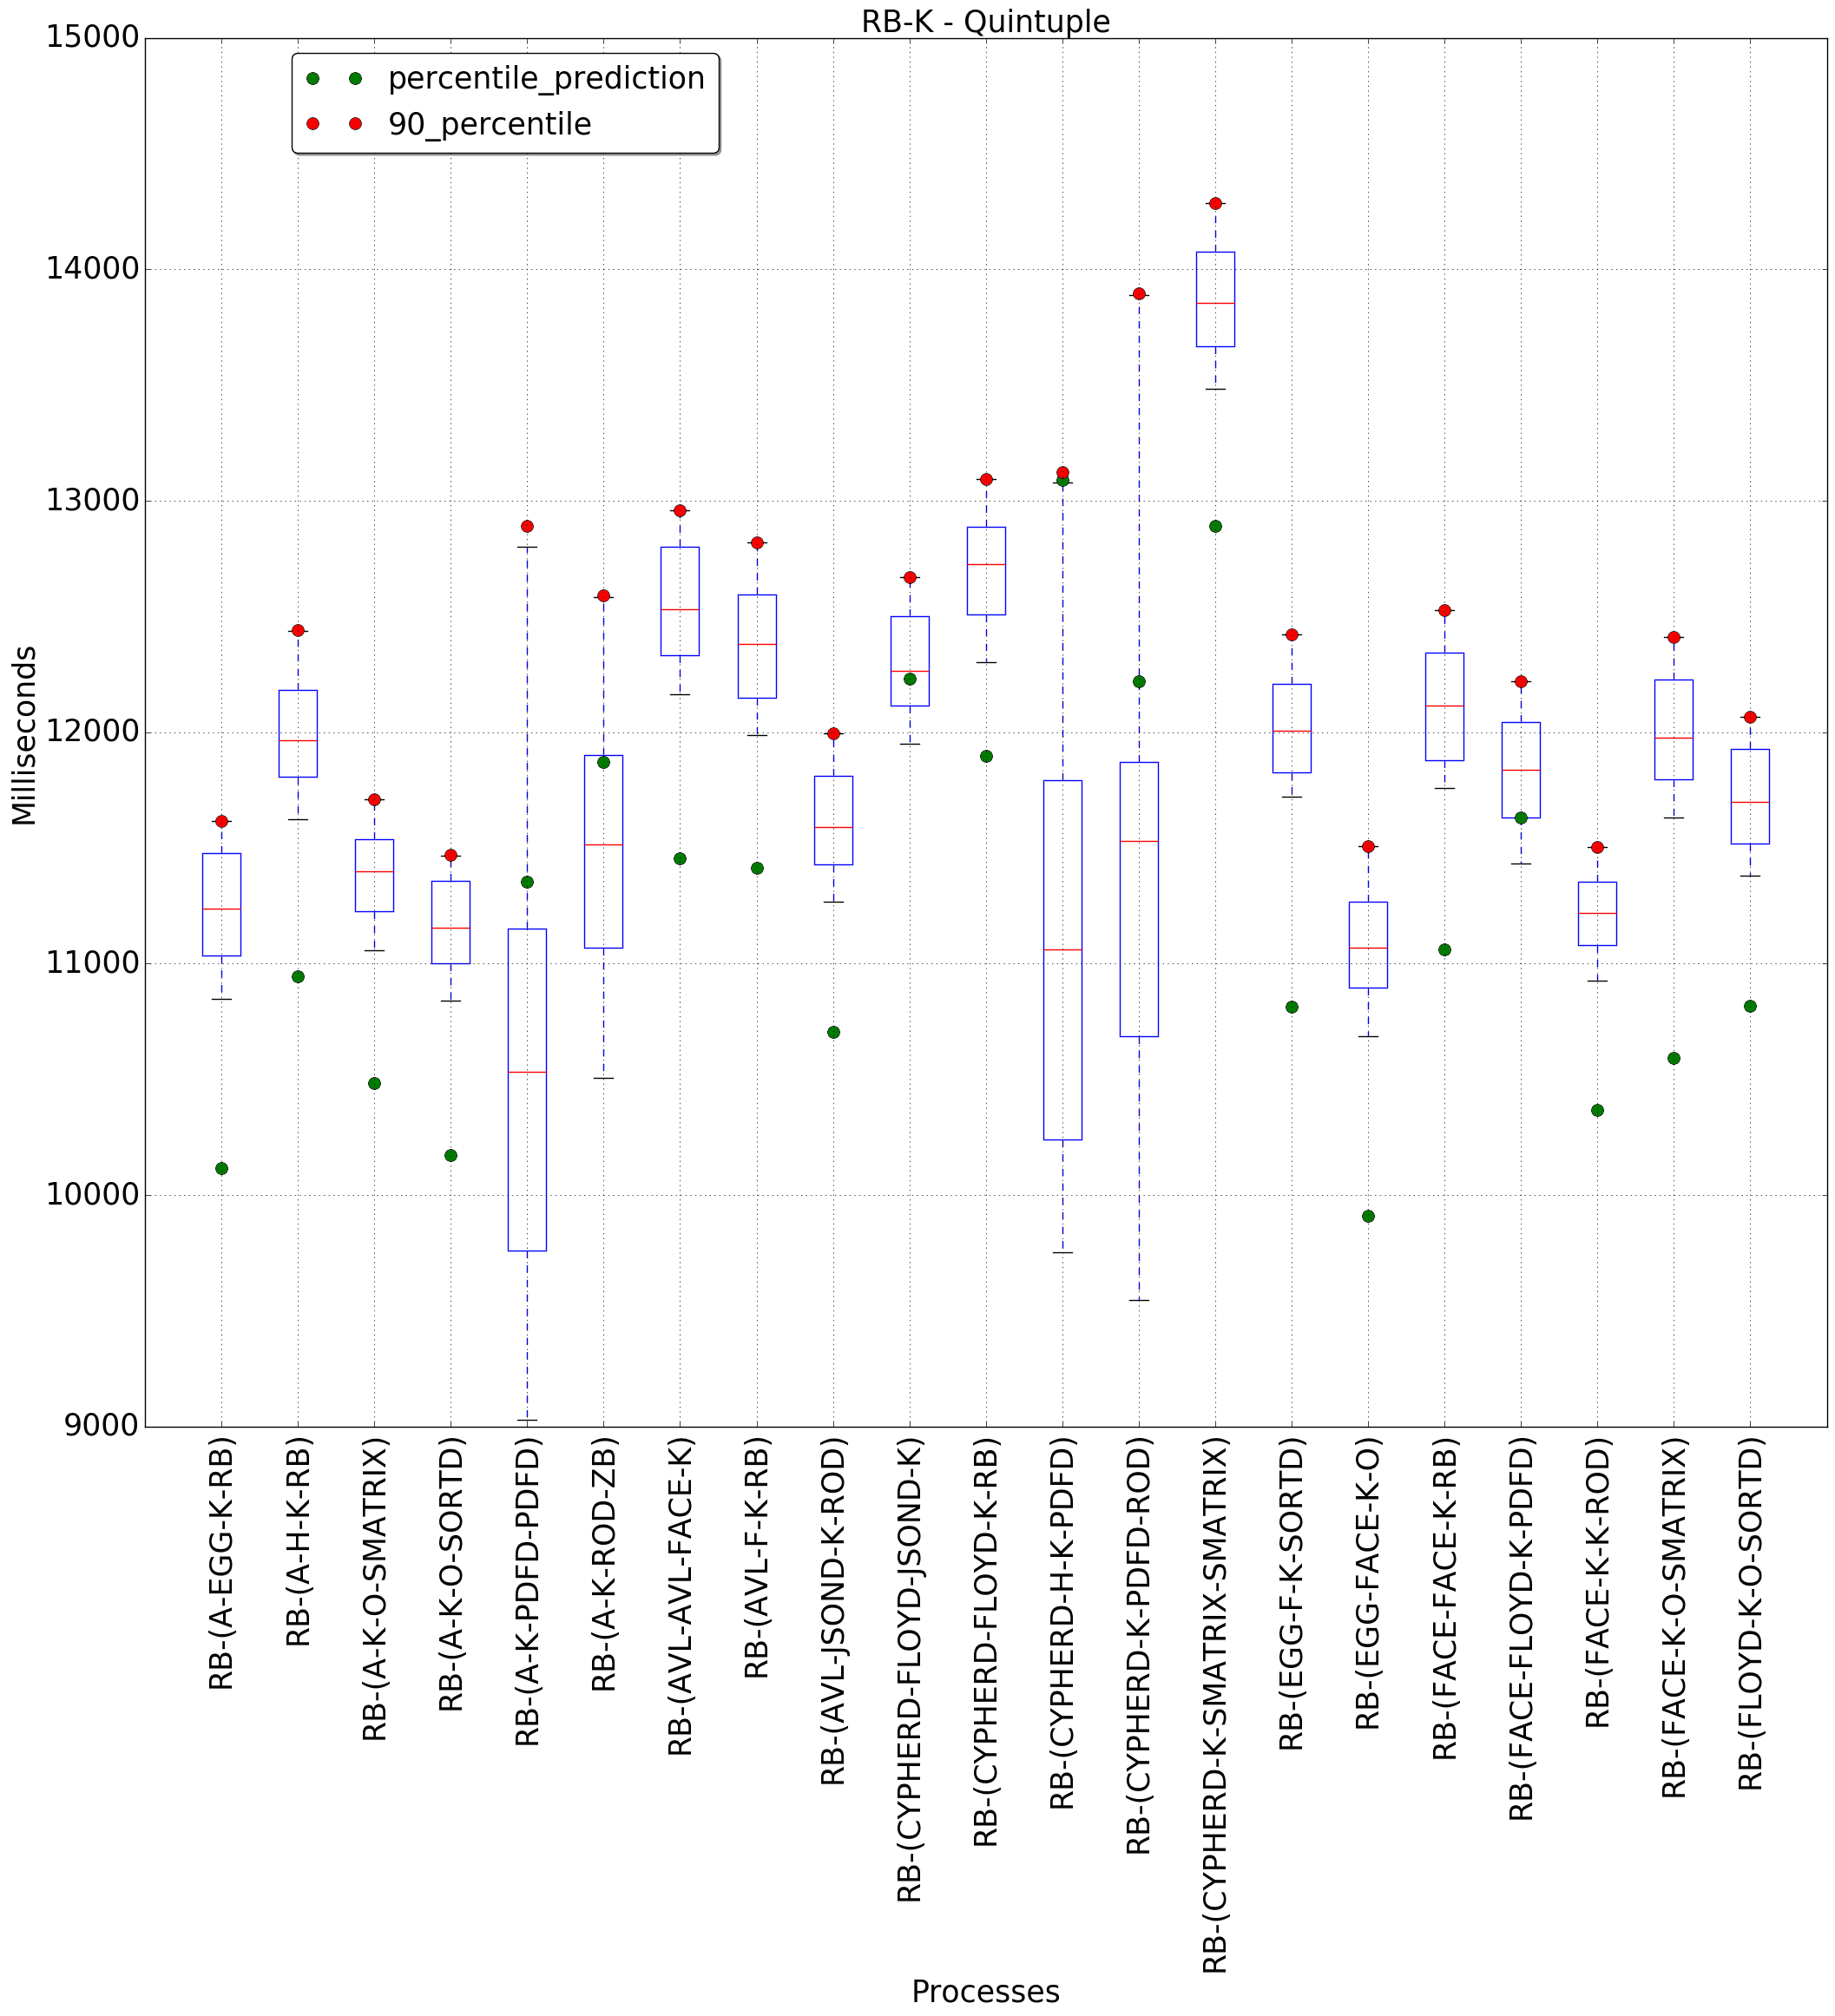 RB-K - Quintuple
percentile_prediction
90_percentile
15000
14000
13000
12000
11000
10000
9000
Milliseconds
RB-(A-EGG-K-RB)
RB-(A-H-K-RB)
RB-(A-K-O-SMATRIX)
RB-(A-K-O-SORTD)
RB-(A-K-PDFD-PDFD)
RB-(A-K-ROD-ZB)
RB-(AVL-AVL-FACE-K)
RB-(AVL-F-K-RB)
RB-(AVL-JSOND-K-ROD)
RB-(CYPHERD-FLOYD-JSOND-K)
RB-(CYPHERD-FLOYD-K-RB)
RB-(CYPHERD-H-K-PDFD)
RB-(CYPHERD-K-PDFD-ROD)
RB-(CYPHERD-K-SMATRIX-SMATRIX)
RB-(EGG-F-K-SORTD)
RB-(EGG-FACE-K-O)
RB-(FACE-FACE-K-RB)
RB-(FACE-FLOYD-K-PDFD)
RB-(FACE-K-K-ROD)
RB-(FACE-K-O-SMATRIX)
RB-(FLOYD-K-O-SORTD)
Processes